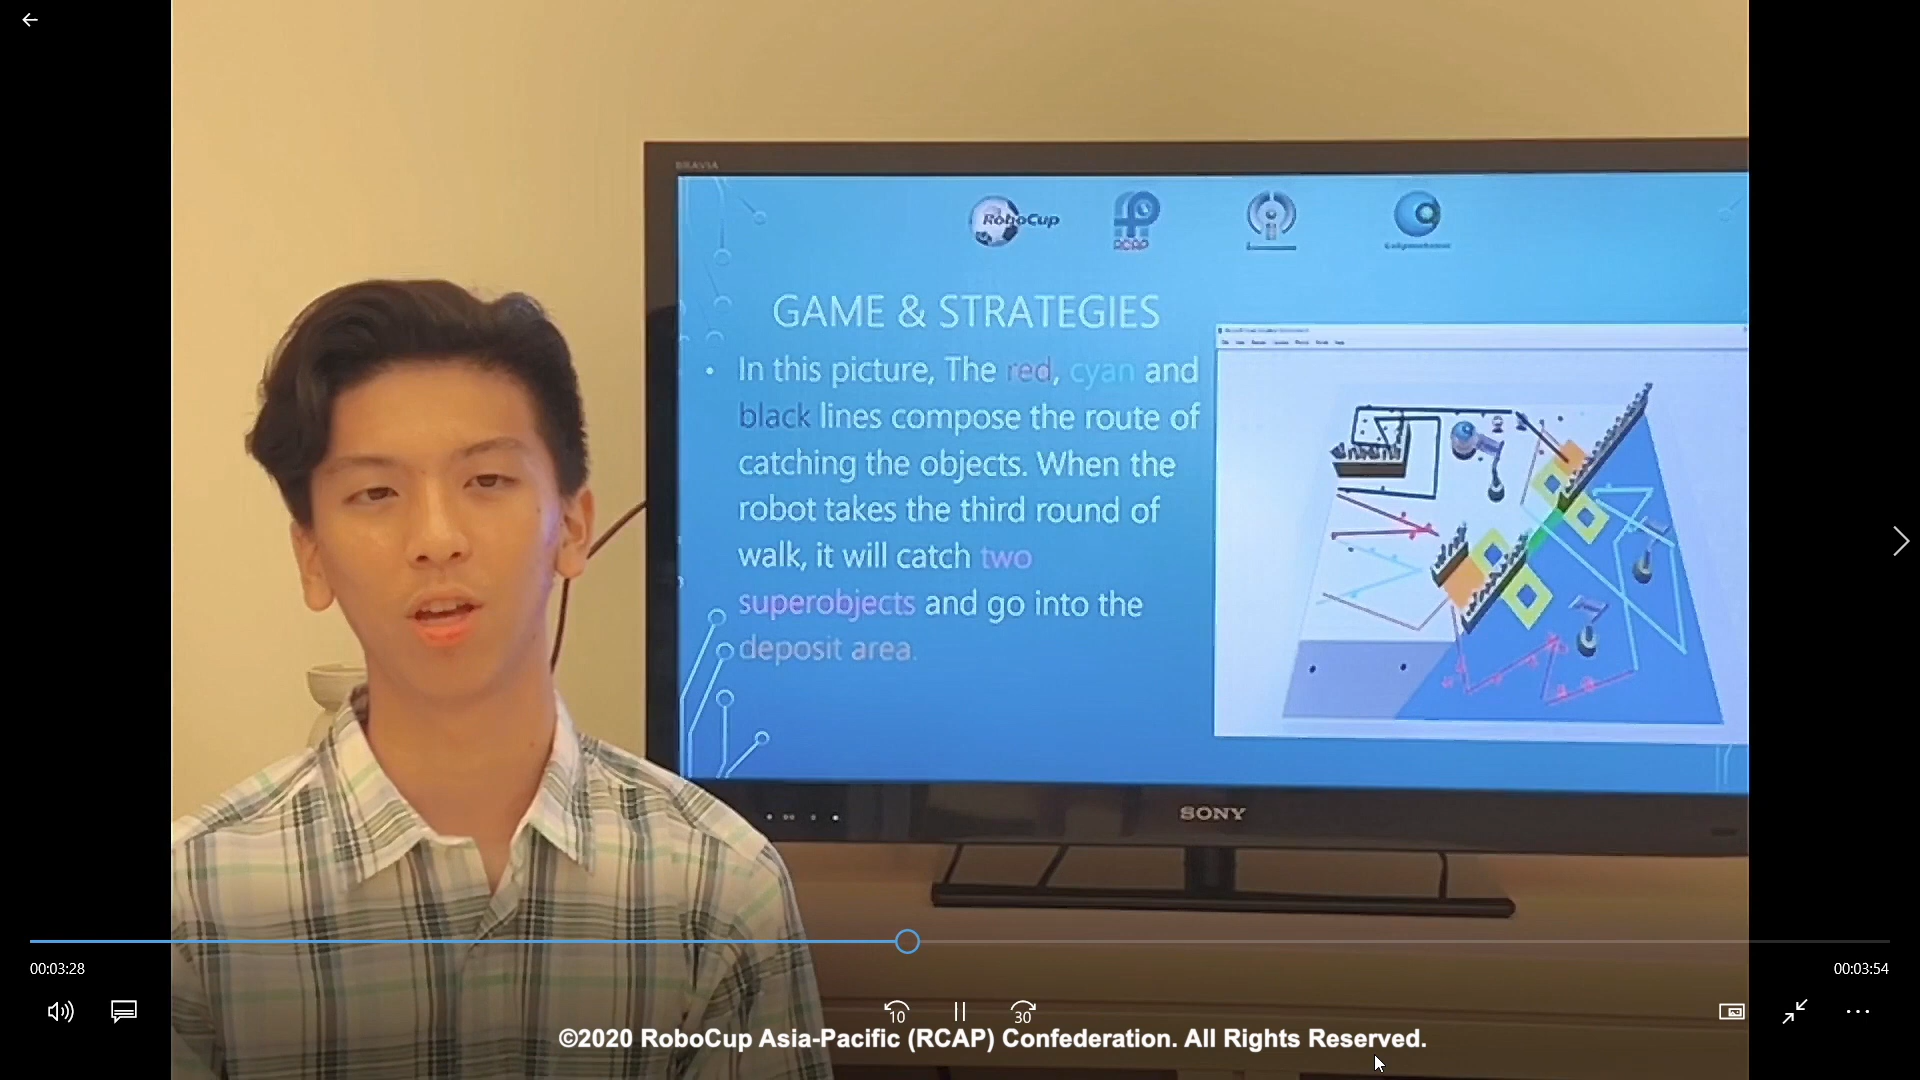 BRAVIA
RoboCup
RCAP
GAME & STRATEGIES
• In this picture, The red, cyan and
black lines compose the route of
catching the objects. When the
robot takes the third round of
walk, it will catch two
superobjects and go into the
deposit area.
SONY
00:03:28
00:03:54
10
30
©2020 RoboCup Asia-Pacific (RCAP) Confederation. All Rights Reserved.